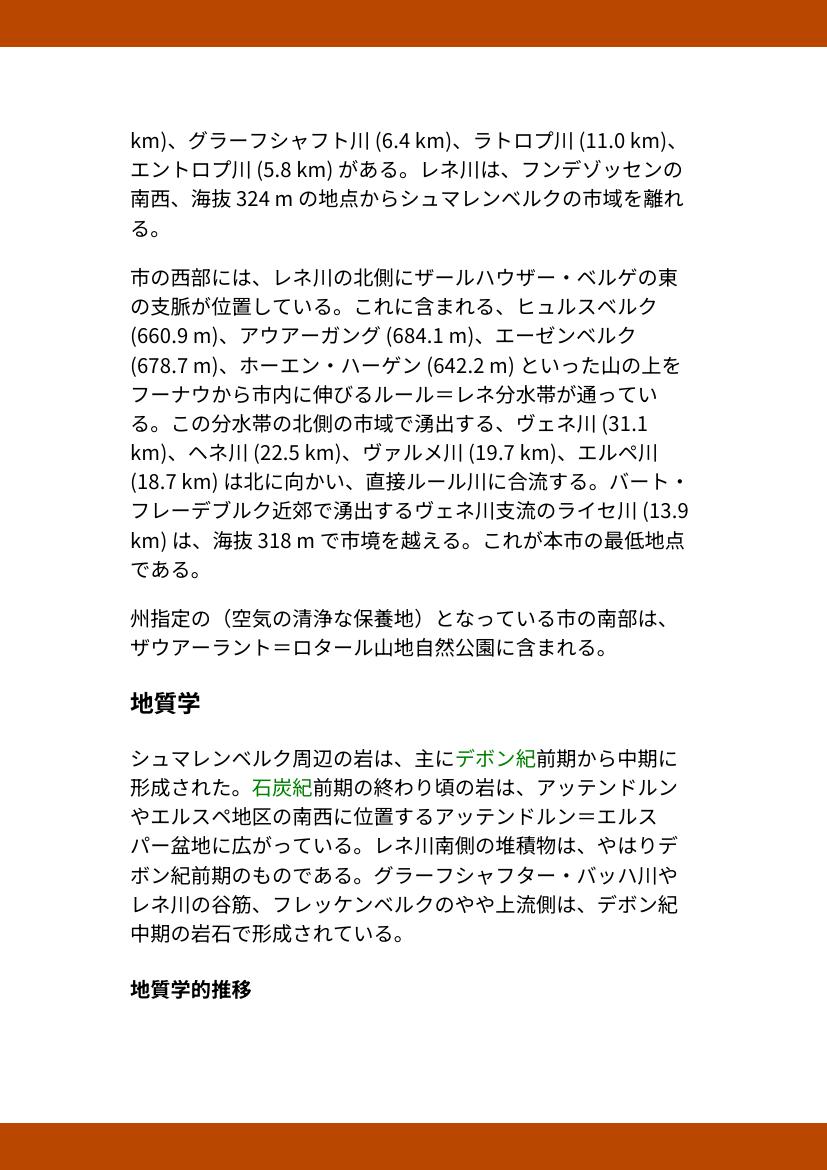 km)、グラーフシャフト川 (6.4 km)、ラトロプ川 (11.0 km)、
エントロプ川 (5.8 km) がある。レネ川は、フンデゾッセンの
南西、海抜 324 m の地点からシュマレンベルクの市域を離れ
る。
市の西部には、レネ川の北側にザールハウザー・ベルゲの東
の支脈が位置している。これに含まれる、ヒュルスベルク
(660.9 m)、アウアーガング (684.1 m)、エーゼンベルク
(678.7 m)、ホーエン・ハーゲン (642.2 m) といった山の上を
フーナウから市内に伸びるルール＝レネ分水帯が通ってい
る。この分水帯の北側の市域で湧出する、ヴェネ川 (31.1
km)、ヘネ川 (22.5 km)、ヴァルメ川 (19.7 km)、エルペ川
(18.7 km) は北に向かい、直接ルール川に合流する。バート・
フレーデブルク近郊で湧出するヴェネ川支流のライセ川 (13.9
km) は、海抜 318 m で市境を越える。これが本市の最低地点
である。
州指定の（空気の清浄な保養地）となっている市の南部は、
ザウアーラント＝ロタール山地自然公園に含まれる。
地質学
シュマレンベルク周辺の岩は、主にデボン紀前期から中期に
形成された。石炭紀前期の終わり頃の岩は、アッテンドルン
やエルスペ地区の南西に位置するアッテンドルン＝エルス
パー盆地に広がっている。レネ川南側の堆積物は、やはりデ
ボン紀前期のものである。グラーフシャフター・バッハ川や
レネ川の谷筋、フレッケンベルクのやや上流側は、デボン紀
中期の岩石で形成されている。
地質学的推移